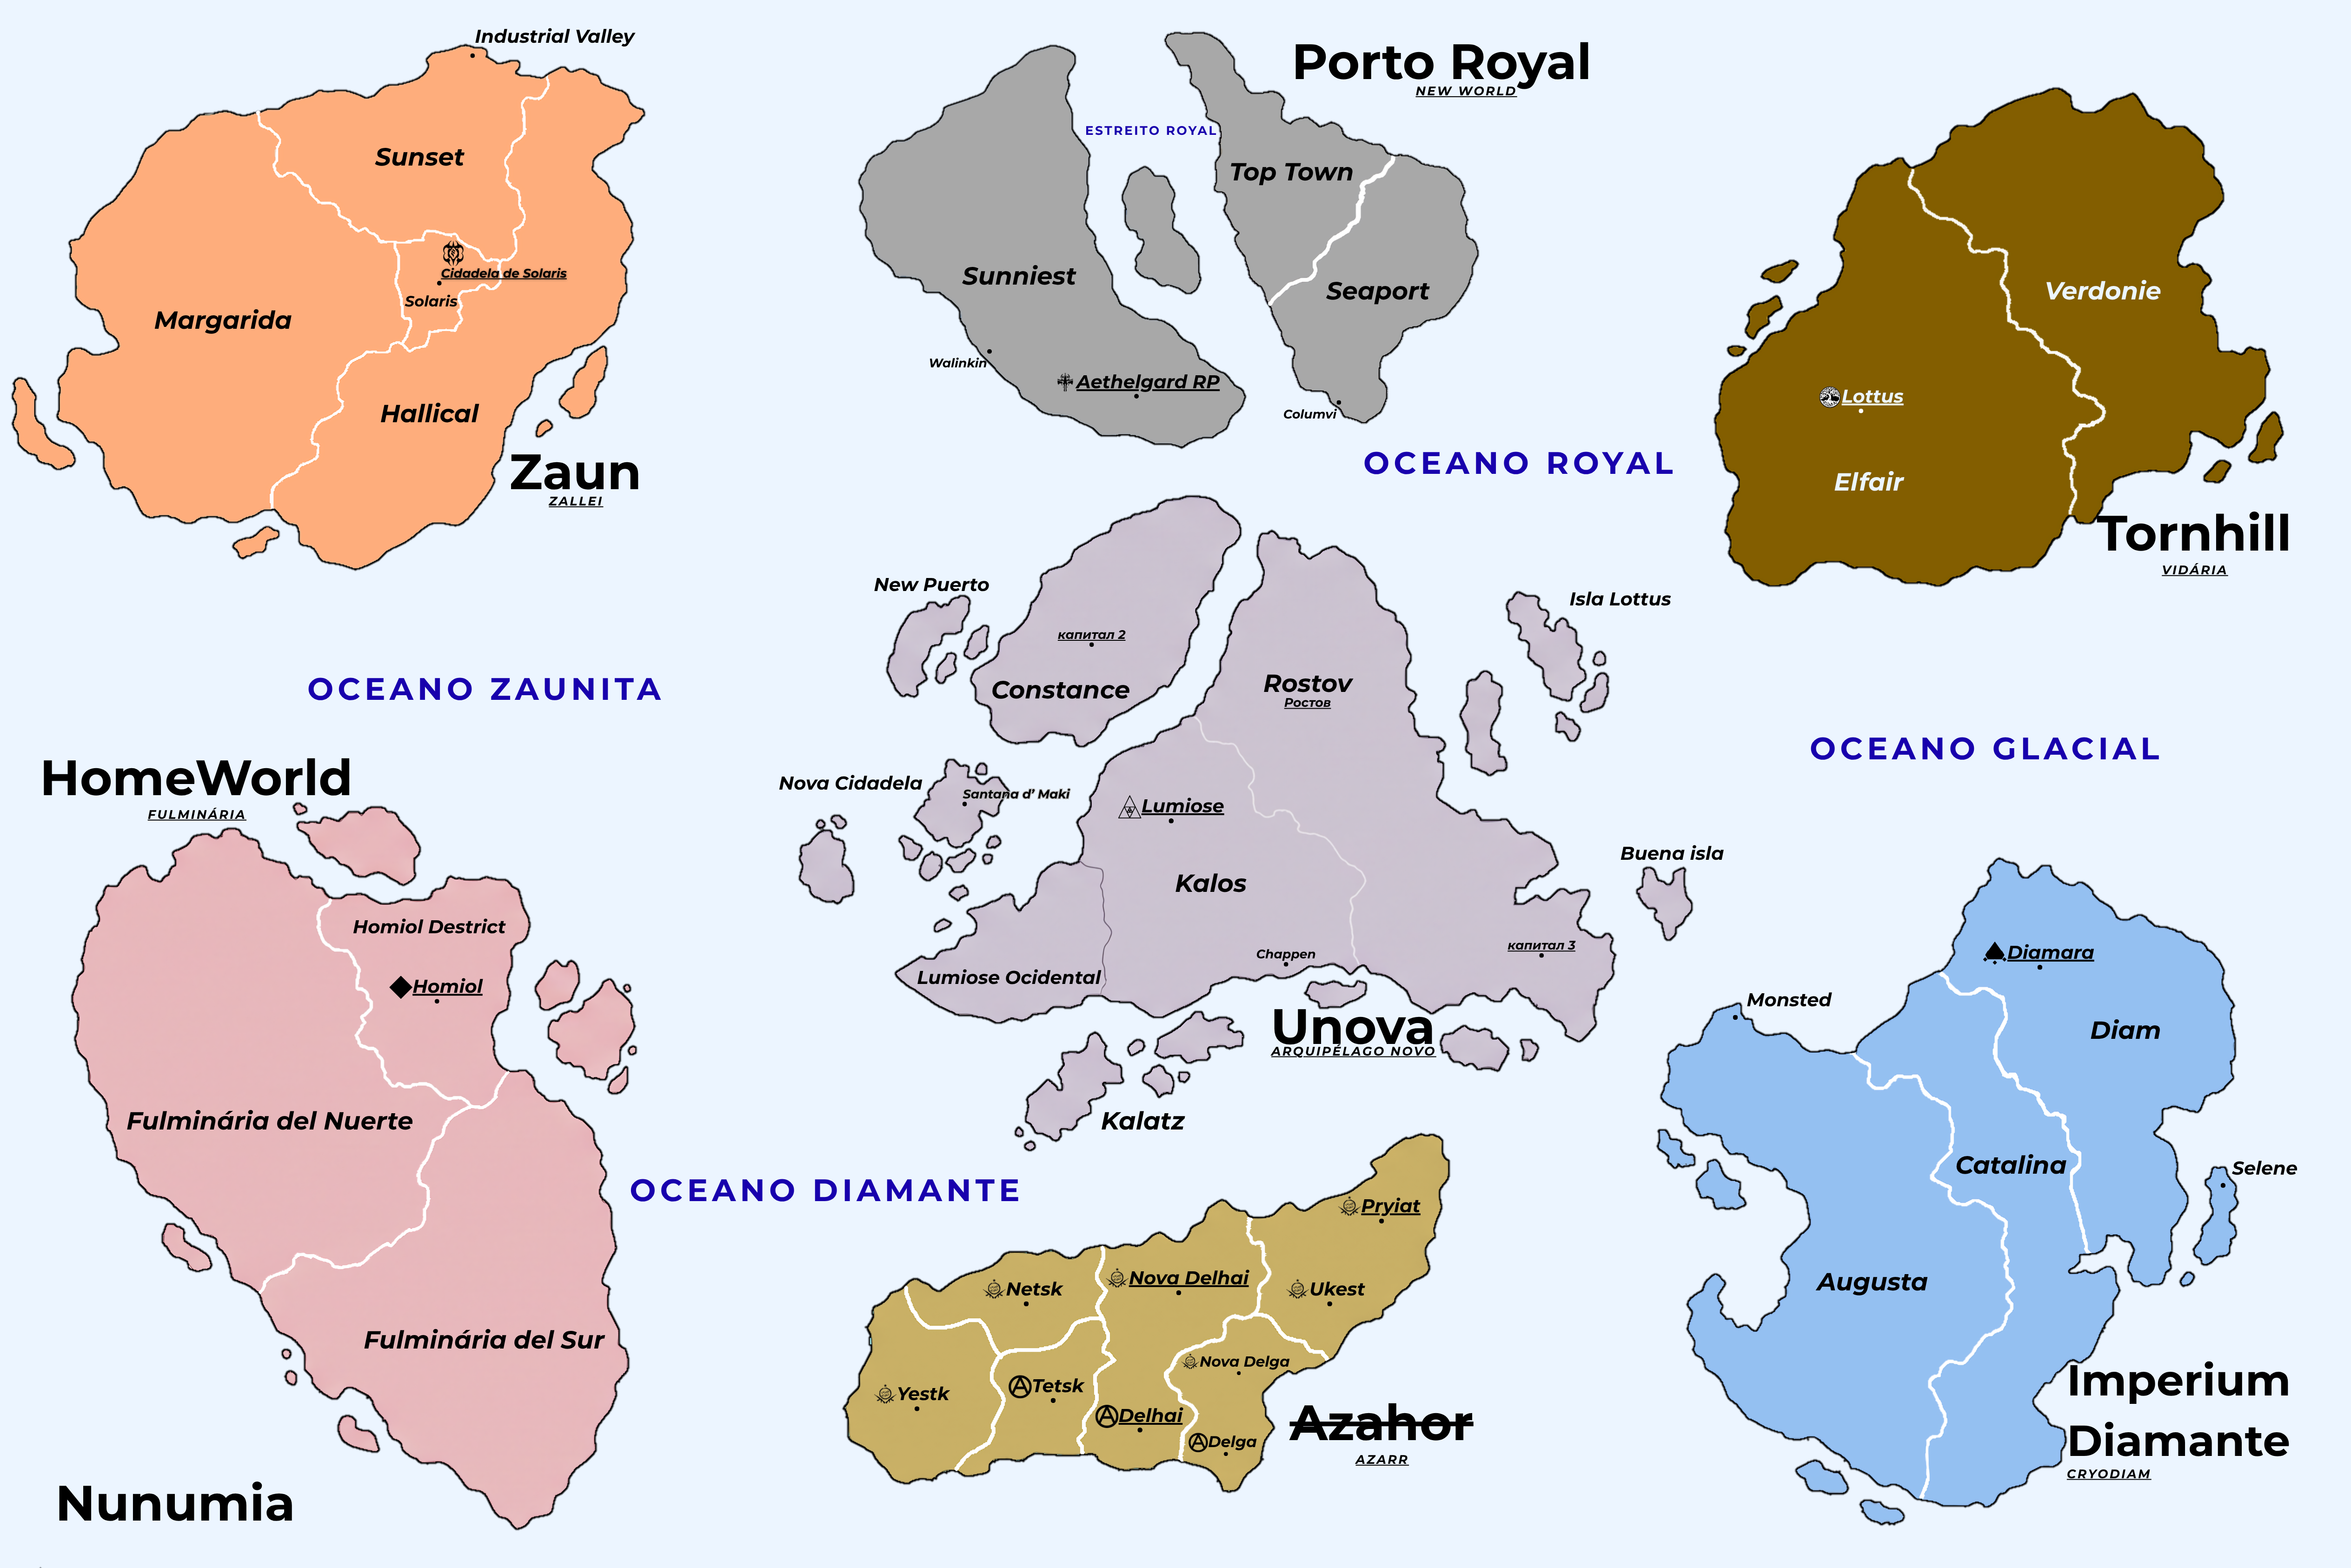 Industrial Valley
Sunset
Cidadela de Solaris
Solaris
Margarida
Hallical
Zaun
ZALLEI
Porto Royal
NEW WORLD
ESTREITO ROYAL
Top Town
Sunniest
Seaport
Walinkin
Aethelgard RP
Columvi
OCEANO ROYAL
Verdonie
Lottus
Elfair
Tornhill
VIDÁRIA
OCEANO ZAUNITA
New Puerto
Isla Lottus
капитал 2
Constance
Rostov
Ростов
Nova Cidadela
Santana d' Maki
Lumiose
Kalos
Buena isla
капитал 3
Chappen
Lumiose Ocidental
Unova
ARQUIPÉLAGO NOVO
Kalatz
OCEANO GLACIAL
HomeWorld
FULMINÁRIA
Homiol Destrict
Homiol
Fulminária del Nuerte
Fulminária del Sur
Nunumia
OCEANO DIAMANTE
Pryiat
Nova Delhai
Netsk
Ukest
Nova Delga
Yestk
Tetsk
Delhai
Delga
Azahor
AZARR
Diamara
Monsted
Diam
Catalina
Selene
Augusta
Imperium
Diamante
CRYODIAM